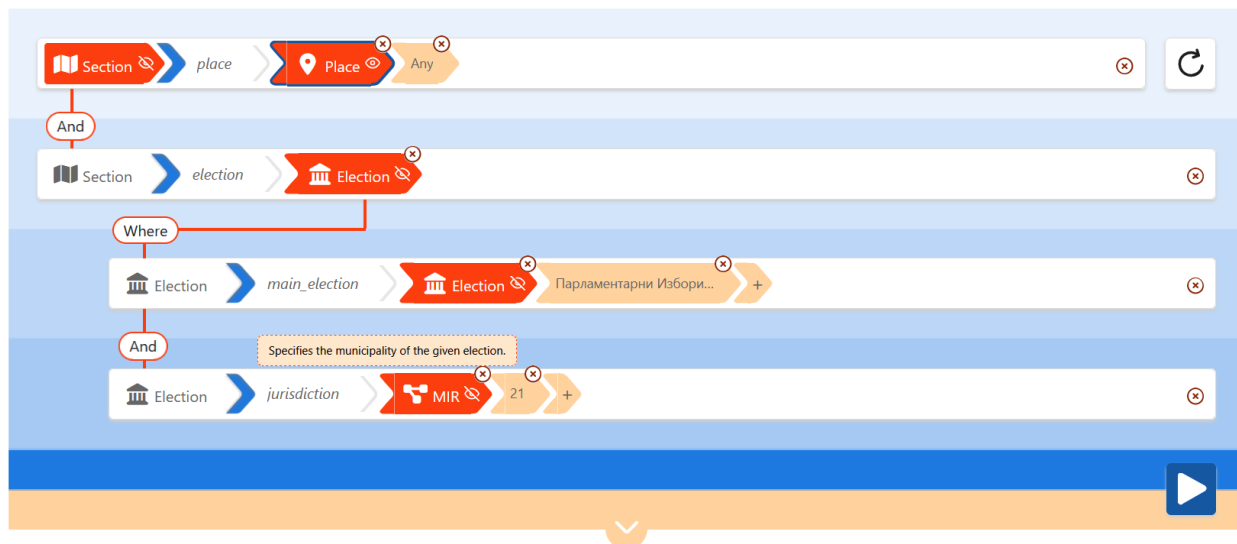 Section place Place Any
And
Section election Election
Where
Election main_election Election Парламентарни Избори... +
And
Specifies the municipality of the given election.
Election jurisdiction MIR 21 +